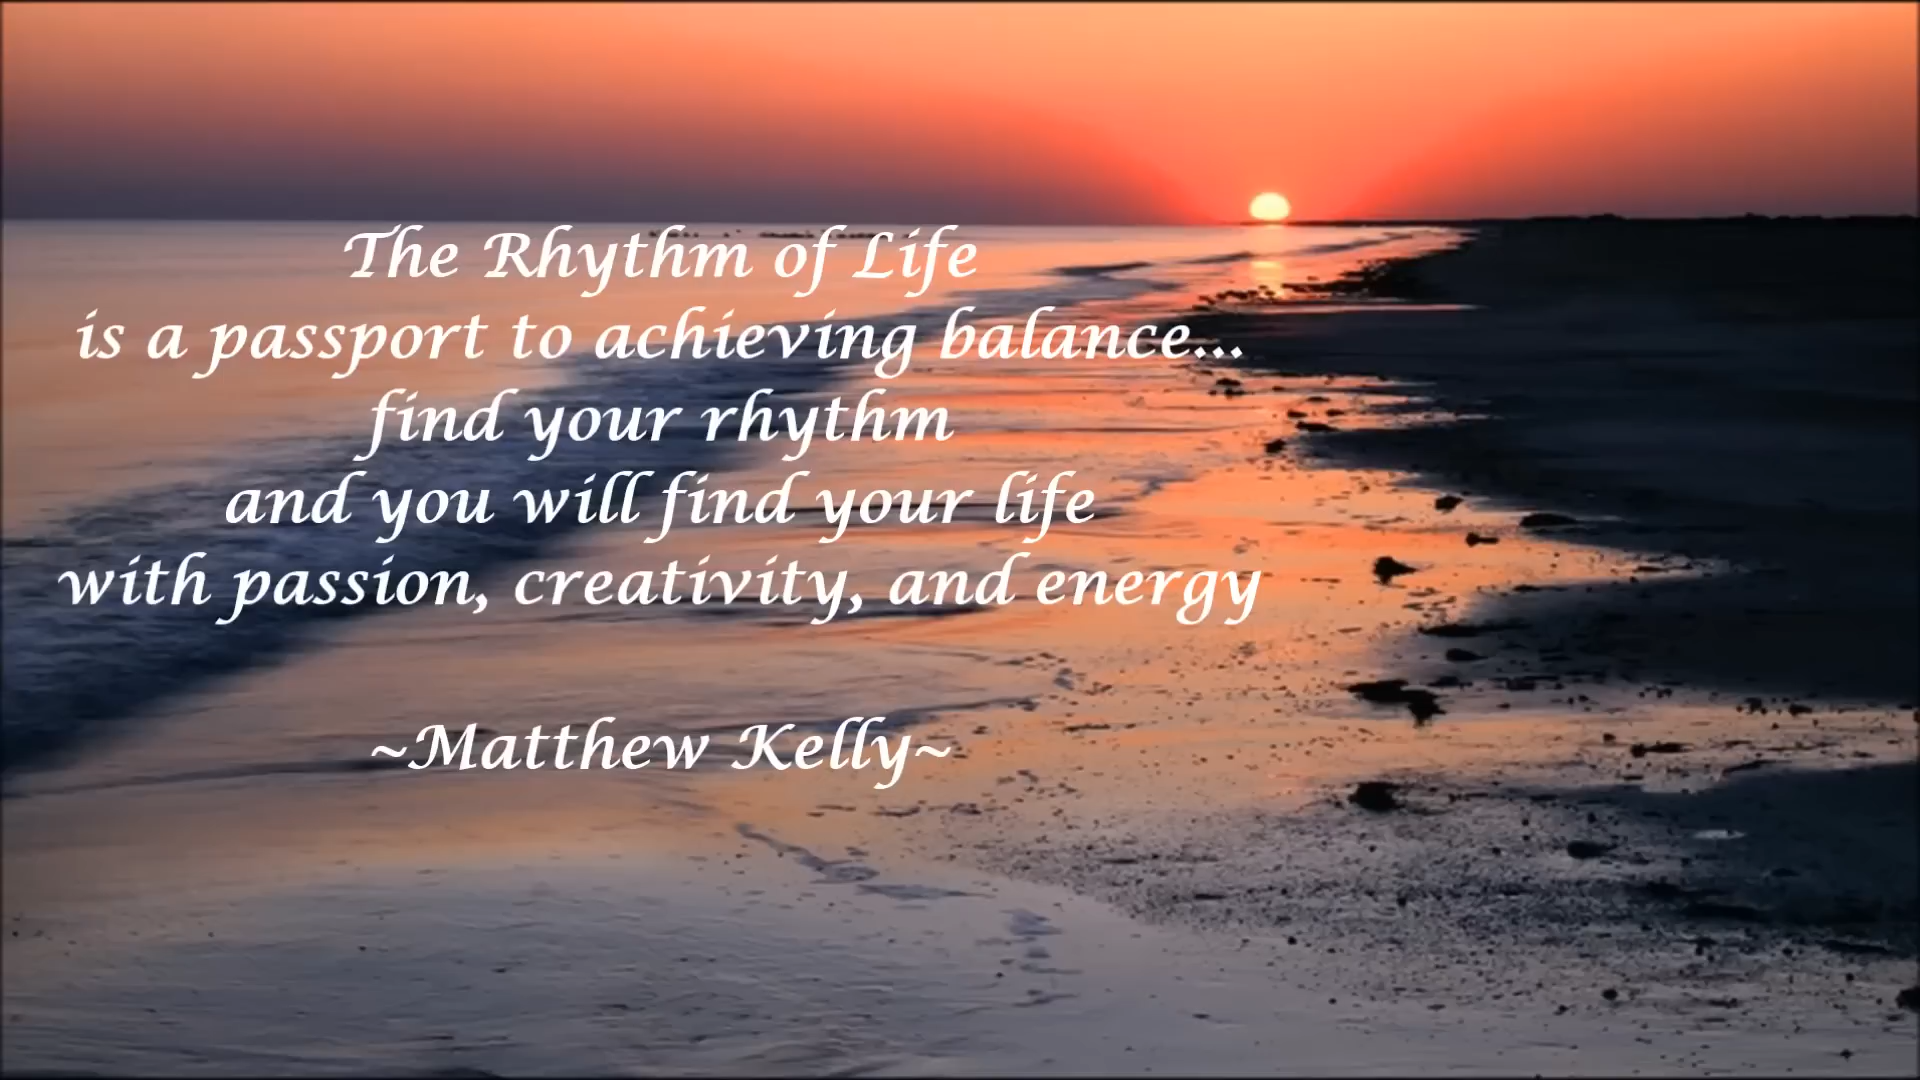 The Rhythm of Life
is a passport to achieving balance...
find your rhythm
and you will find your life
with passion, creativity, and energy
~Matthew Kelly~